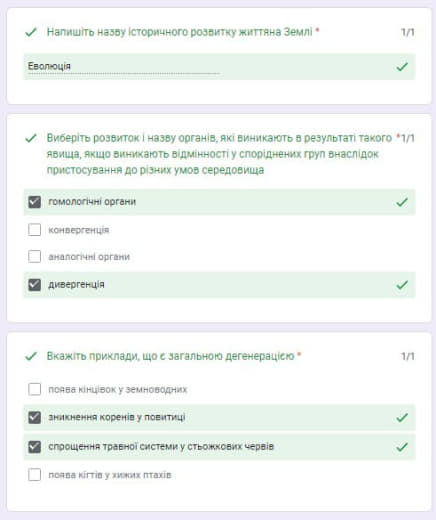 Напишіть назву історичного розвитку життяна Землі * 1/1
Еволюція
Виберіть розвиток і назву органів, які виникають в результаті такого * 1/1
явища, якщо виникають відмінності у споріднених груп внаслідок
пристосування до різних умов середовища
гомологічні органи
конвергенція
аналогічні органи
дивергенція
Вкажіть приклади, що є загальною дегенерацією * 1/1
поява кінцівок у земноводних
зникнення коренів у повитиці
спрощення травної системи у стьожкових червів
поява кігтів у хижих птахів